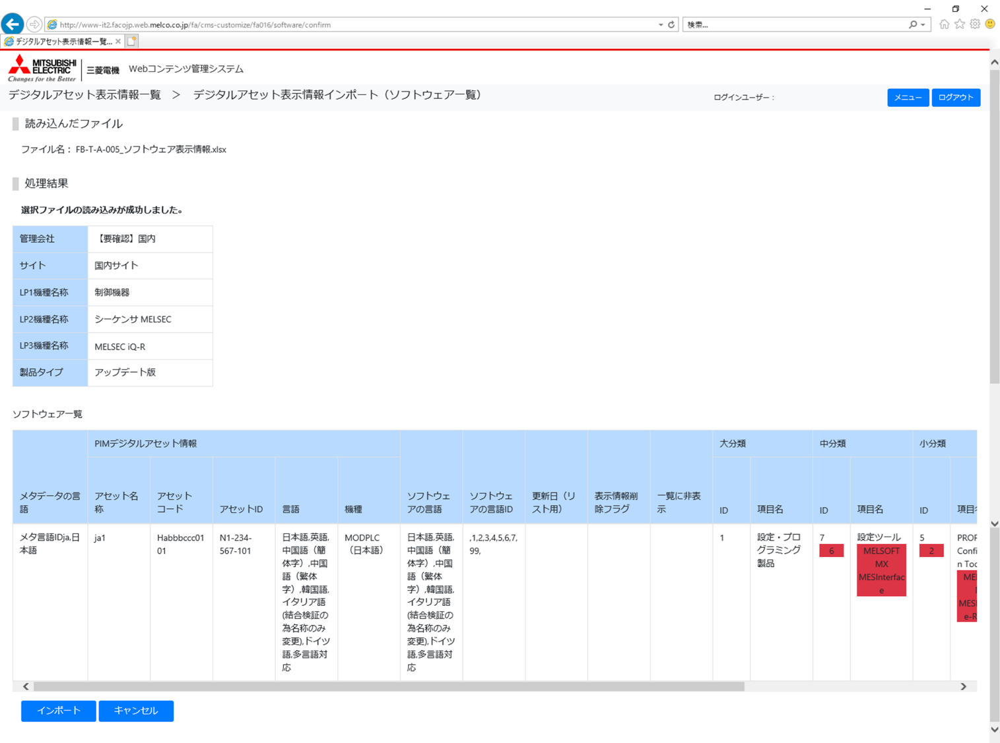 http://www-it2.facojp.web.melco.co.jp/fa/cms-customize/fa016/software/confirm
検索...
デジタルアセット表示情報一覧...
MITSUBISHI ELECTRIC
Changes for the Better
三菱電機
Webコンテンツ管理システム
デジタルアセット表示情報一覧 ＞ デジタルアセット表示情報インポート（ソフトウェア一覧）
ログインユーザー：
メニュー
ログアウト
読み込んだファイル
ファイル名： FB-T-A-005_ソフトウェア表示情報.xlsx
処理結果
選択ファイルの読み込みが成功しました。
管理会社 【要確認】国内
サイト 国内サイト
LP1機種名称 制御機器
LP2機種名称 シーケンサ MELSEC
LP3機種名称 MELSEC iQ-R
製品タイプ アップデート版
ソフトウェア一覧
PIMデジタルアセット情報
大分類
中分類
小分類
メタデータの言
語
アセット名
称
アセット
コード
アセットID
言語
機種
ソフトウェ
アの言語
ソフトウェ
アの言語ID
更新日（リ
スト用）
表示情報削
除フラグ
一覧に非表
示
ID
項目名
ID
項目名
ID
項目
メタ言語IDja,日
本語
ja1
Habbbccc01
01
N1-234-
567-101
日本語,英語,
中国語（簡
体字）,中国
語（繁体
字）,韓国語,
イタリア語
(結合検証の
為名称のみ
変更),ドイツ
語,多言語対
応
MODPLC
（日本語）
日本語,英語,
中国語（簡
体字）,中国
語（繁体
字）,韓国語,
イタリア語
(結合検証の
為名称のみ
変更),ドイツ
語,多言語対
応
,1,2,3,4,5,6,7,
99,
1
設定・プロ
グラミング
製品
7
6
設定ツール
MELSOFT
MX
MESInterfac
e
5
2
Confi
n Too
ME
MESI
e-R
インポート
キャンセル